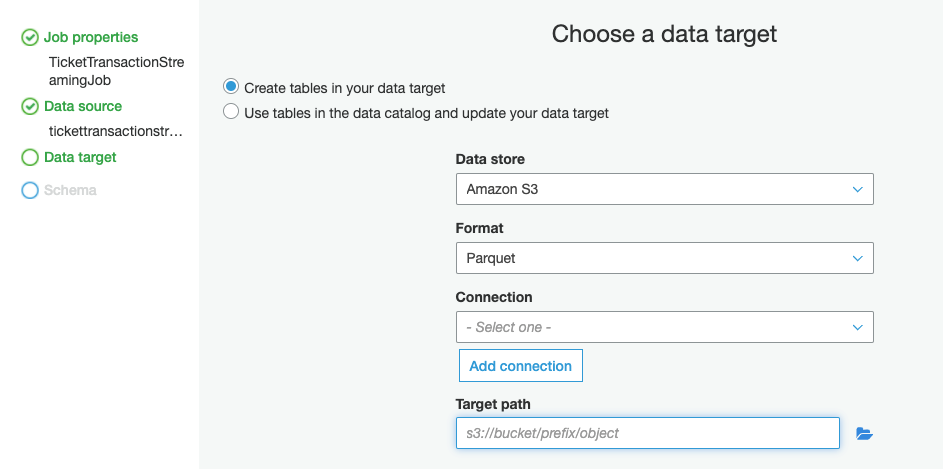 Job properties
TicketTransactionStre
amingJob
Data source
tickettransactionstr...
Data target
Schema
Choose a data target
Create tables in your data target
Use tables in the data catalog and update your data target
Data store
Amazon S3
Format
Parquet
Connection
- Select one -
Add connection
Target path
s3://bucket/prefix/object